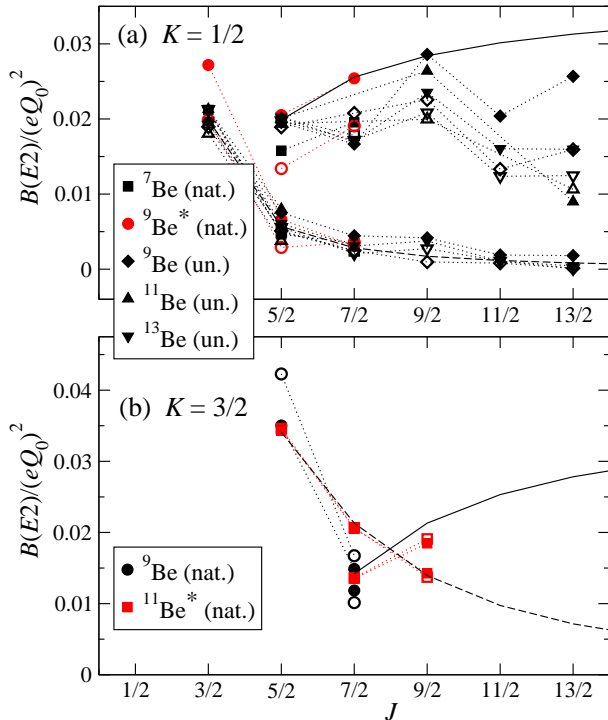 (a) K = 1/2
B(E2)/(eQ₀)²
0.03
0.02
0.01
0
⁷Be (nat.)
⁹Be* (nat.)
⁹Be (un.)
¹¹Be (un.)
¹³Be (un.)
5/2 7/2 9/2 11/2 13/2
(b) K = 3/2
B(E2)/(eQ₀)²
0.04
0.03
0.02
0.01
0
⁹Be (nat.)
¹¹Be* (nat.)
1/2 3/2 5/2 7/2 9/2 11/2 13/2
J